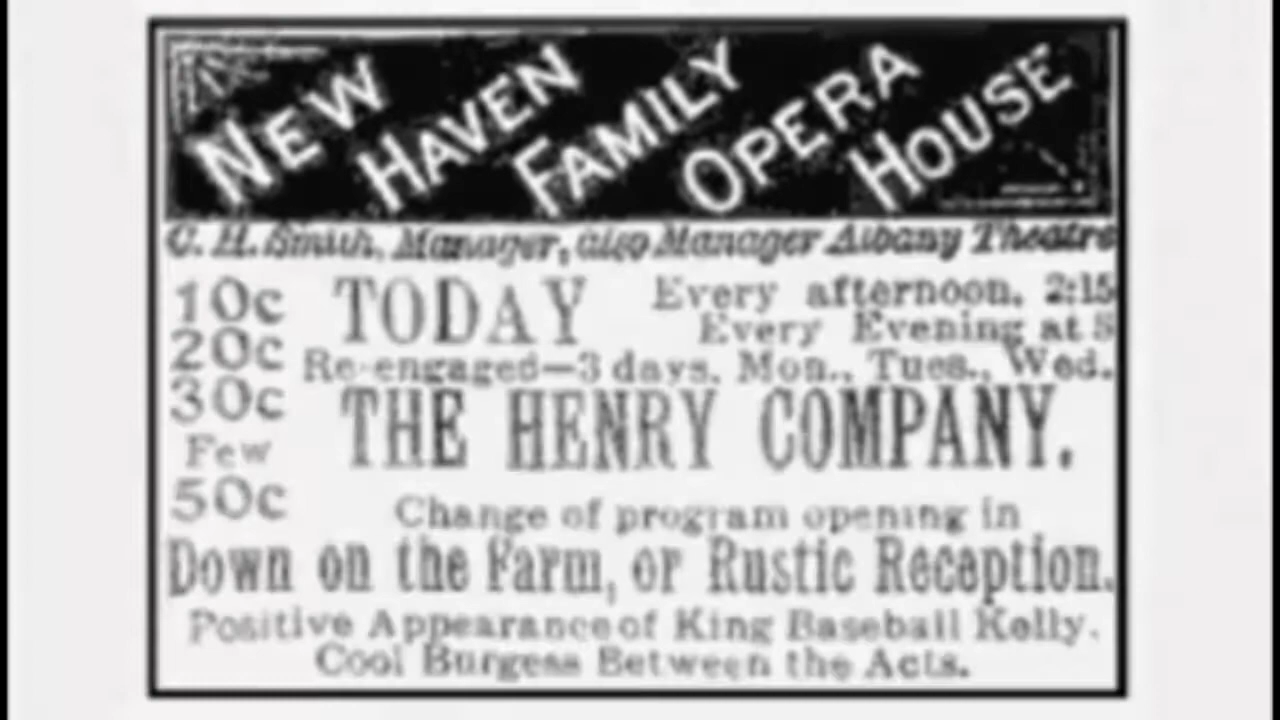 NEW HAVEN FAMILY OPERA HOUSE
C. H. Smith, Manager, also Manager Albany Theatre
10c TODAY Every afternoon, 2:15
20c Every Evening at 8
Re-engaged—3 days, Mon., Tues., Wed.
30c THE HENRY COMPANY.
Few
50c Change of program opening in
Down on the Farm, or Rustic Reception.
Positive Appearance of King Baseball Kelly.
Cool Burgess Between the Acts.